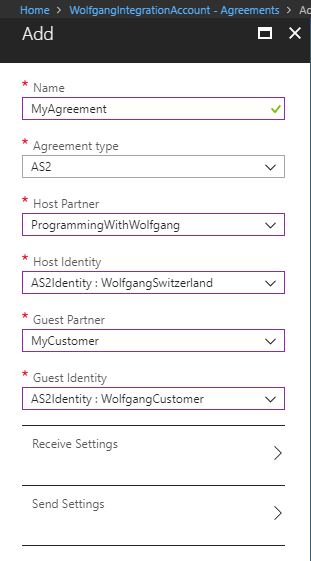 Home > WolfgangIntegrationAccount - Agreements >
Add
* Name
MyAgreement
* Agreement type
AS2
* Host Partner
ProgrammingWithWolfgang
* Host Identity
AS2Identity : WolfgangSwitzerland
* Guest Partner
MyCustomer
* Guest Identity
AS2Identity : WolfgangCustomer
Receive Settings
Send Settings